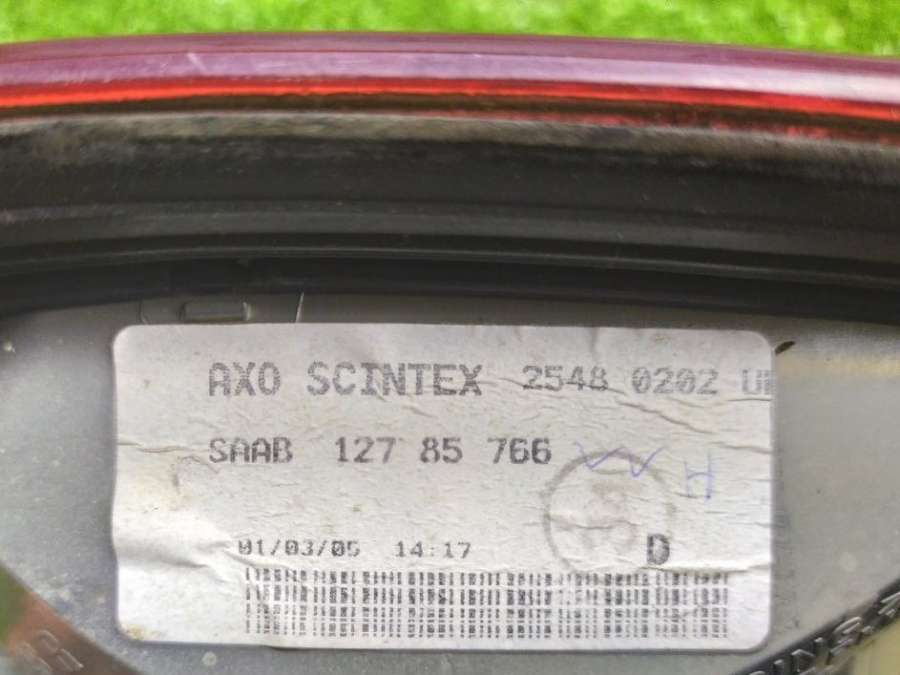 AXO SCINTEX 2548 0202
SAAB 127 85 766
H
01/03/05 14:17
D